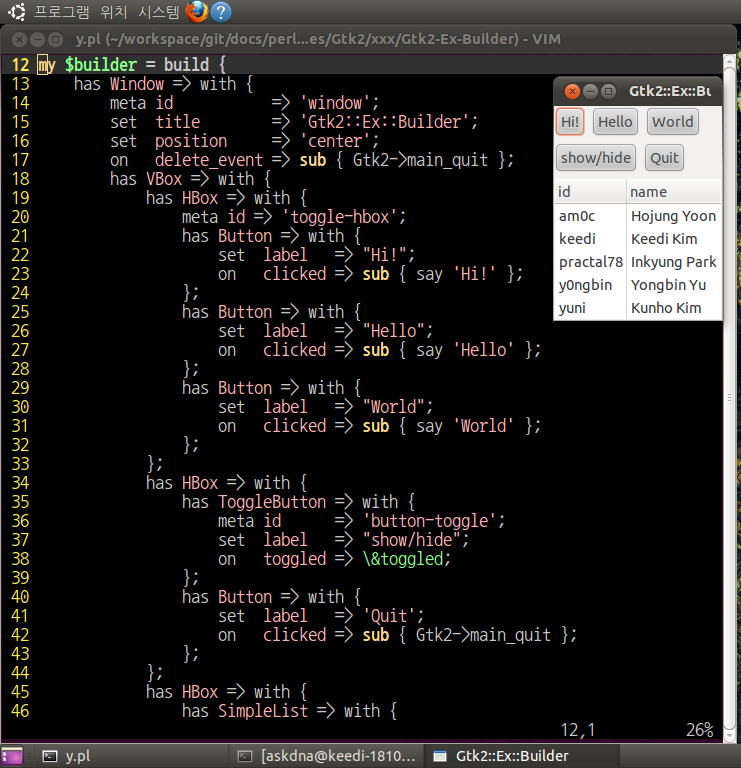 프로그램 위치 시스템
y.pl (~/workspace/git/docs/perl...es/Gtk2/xxx/Gtk2-Ex-Builder) - VIM
12 my $builder = build {
13     has Window => with {
14         meta id           => 'window';
15         set  title        => 'Gtk2::Ex::Builder';
16         set  position     => 'center';
17         on   delete_event => sub { Gtk2->main_quit };
18         has VBox => with {
19             has HBox => with {
20                 meta id => 'toggle-hbox';
21                 has Button => with {
22                     set  label   => "Hi!";
23                     on   clicked => sub { say 'Hi!' };
24                 };
25                 has Button => with {
26                     set  label   => "Hello";
27                     on   clicked => sub { say 'Hello' };
28                 };
29                 has Button => with {
30                     set  label   => "World";
31                     on   clicked => sub { say 'World' };
32                 };
33             };
34             has HBox => with {
35                 has ToggleButton => with {
36                     meta id      => 'button-toggle';
37                     set  label   => "show/hide";
38                     on   toggled => \&toggled;
39                 };
40                 has Button => with {
41                     set  label   => 'Quit';
42                     on   clicked => sub { Gtk2->main_quit };
43                 };
44             };
45             has HBox => with {
46                 has SimpleList => with {
12,1 26%
Gtk2::Ex::Bu
Hi! Hello World
show/hide Quit
id name
am0c Hojung Yoon
keedi Keedi Kim
practal78 Inkyung Park
y0ngbin Yongbin Yu
yuni Kunho Kim
y.pl [askdna@keedi-1810... Gtk2::Ex::Builder